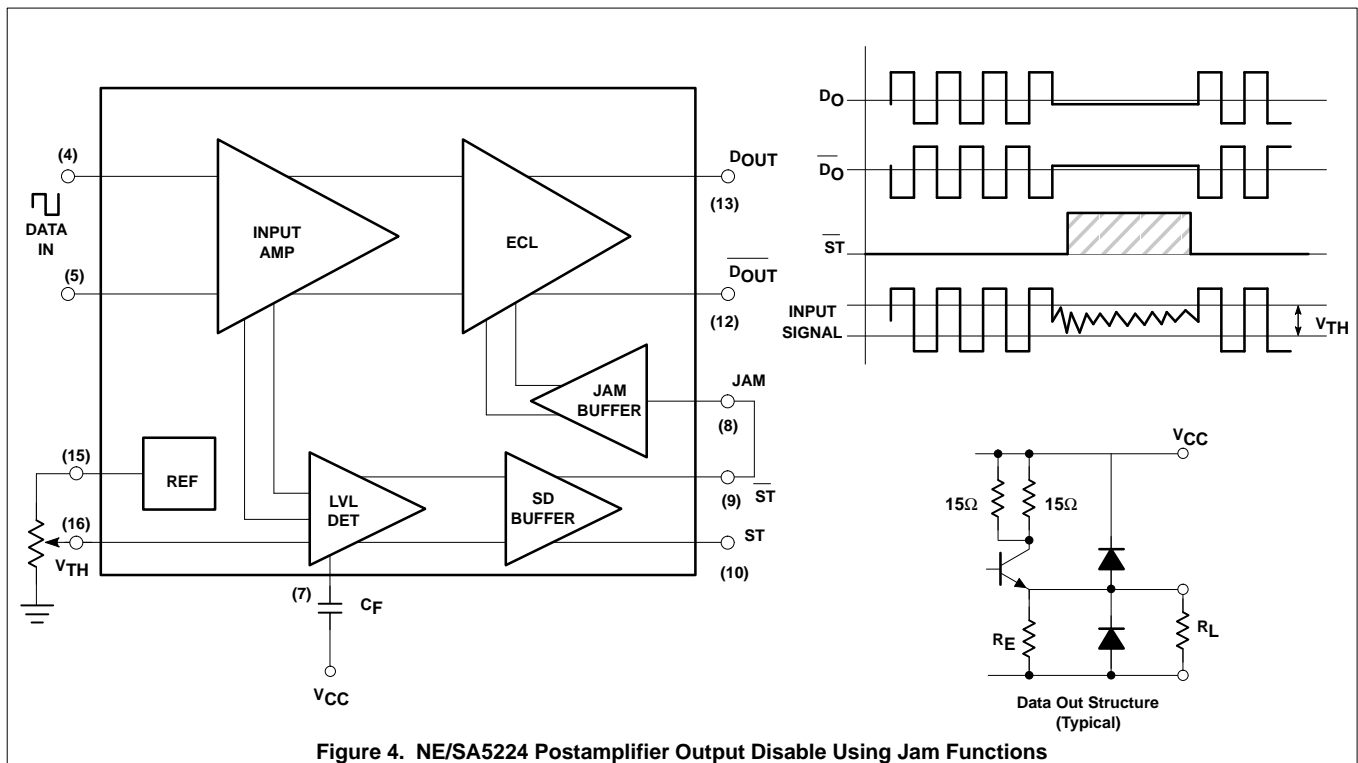 (4)
DATA
IN
(5)
INPUT
AMP
ECL
DOUT
(13)
DOUT
(12)
JAM
BUFFER
JAM
(8)
(15)
REF
(16)
VTH
LVL
DET
SD
BUFFER
(9)
ST
ST
(10)
(7)
CF
VCC
DO
DO
ST
INPUT
SIGNAL
VTH
VCC
15Ω
15Ω
RE
RL
Data Out Structure
(Typical)
Figure 4. NE/SA5224 Postamplifier Output Disable Using Jam Functions